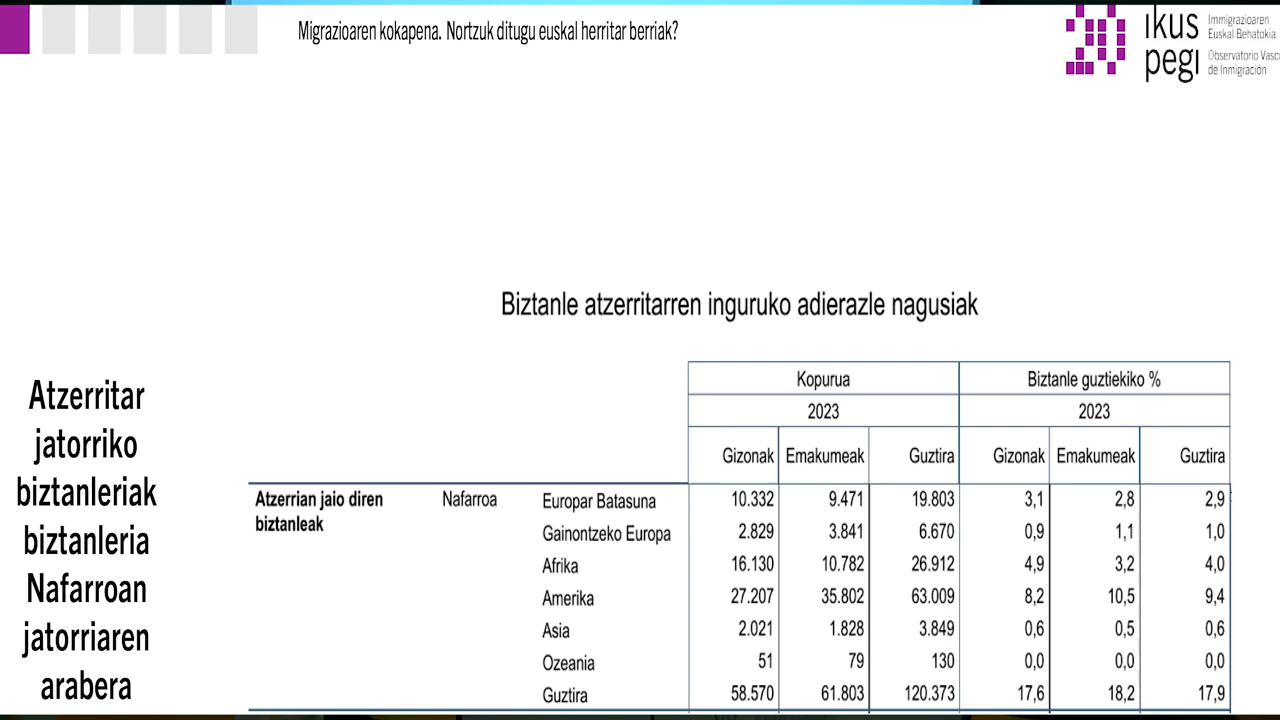 Migrazioaren kokapena. Nortzuk ditugu euskal herritar berriak?
20
ikus
pegi
Immigrazioaren
Euskal Behatokia
Observatorio Vasc
de Inmigración
Biztanle atzerritarren inguruko adierazle nagusiak
Atzerritar
jatorriko
biztanleriak
biztanleria
Nafarroan
jatorriaren
arabera
Kopurua Biztanle guztiekiko %
2023 2023
Gizonak Emakumeak Guztira Gizonak Emakumeak Guztira
Atzerrian jaio diren
biztanleak
Nafarroa Europar Batasuna 10.332 9.471 19.803 3,1 2,8 2,9
Gainontzeko Europa 2.829 3.841 6.670 0,9 1,1 1,0
Afrika 16.130 10.782 26.912 4,9 3,2 4,0
Amerika 27.207 35.802 63.009 8,2 10,5 9,4
Asia 2.021 1.828 3.849 0,6 0,5 0,6
Ozeania 51 79 130 0,0 0,0 0,0
Guztira 58.570 61.803 120.373 17,6 18,2 17,9